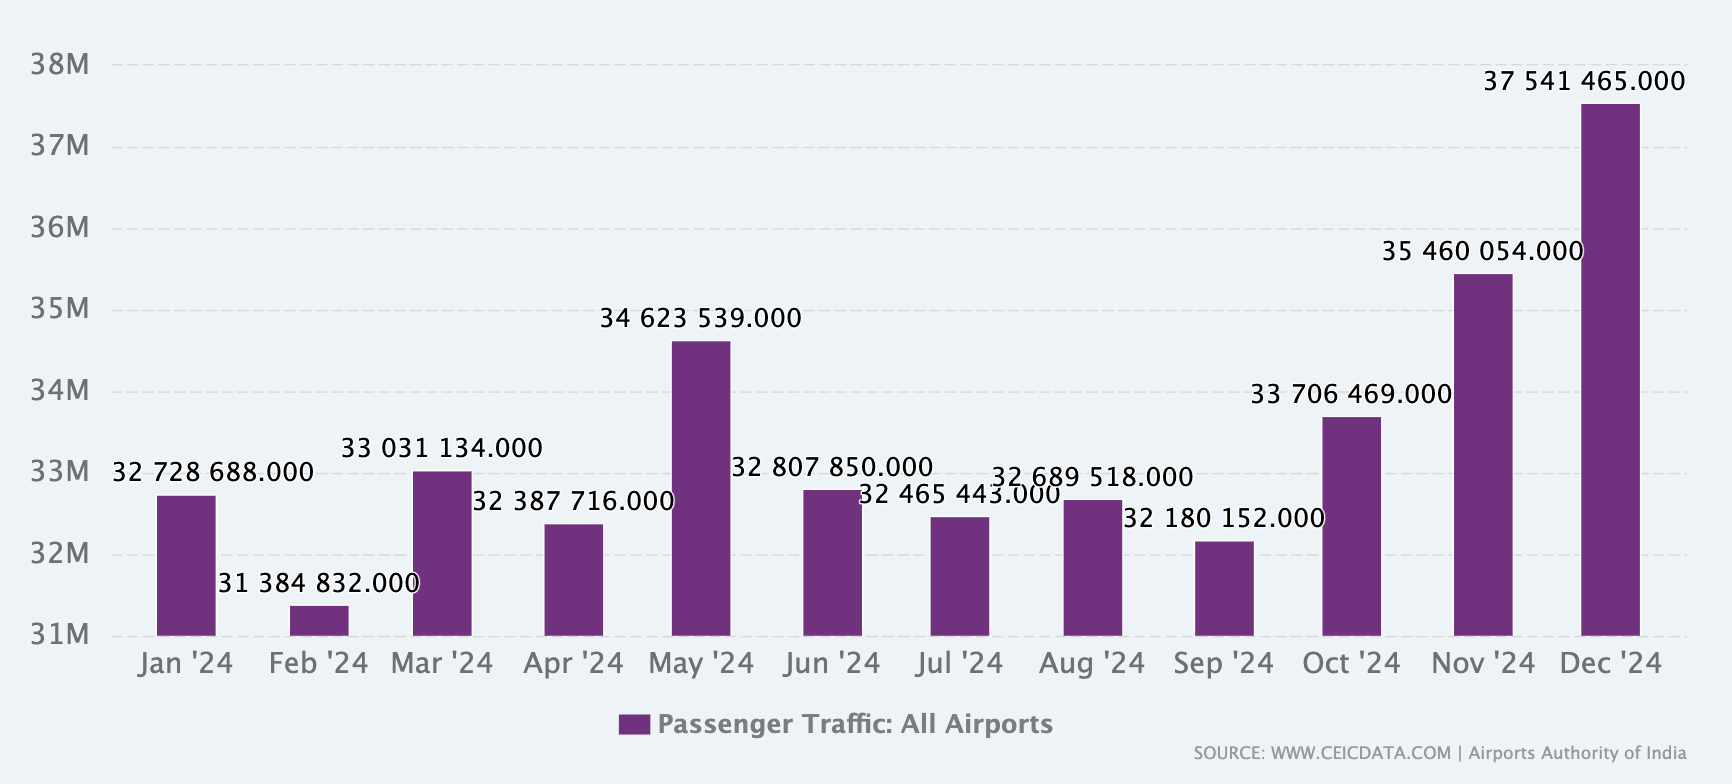 38M
37M
36M
35M
34M
33M
32M
31M
32 728 688.000
31 384 832.000
33 031 134.000
32 387 716.000
34 623 539.000
32 807 850.000
32 465 443.000
32 689 518.000
32 180 152.000
33 706 469.000
35 460 054.000
37 541 465.000
Jan '24 Feb '24 Mar '24 Apr '24 May '24 Jun '24 Jul '24 Aug '24 Sep '24 Oct '24 Nov '24 Dec '24
Passenger Traffic: All Airports
SOURCE: WWW.CEICDATA.COM | Airports Authority of India